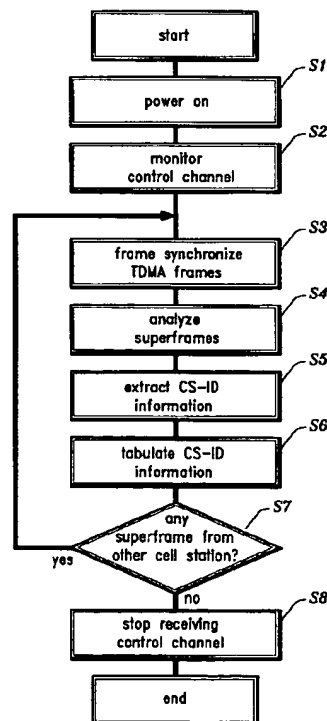 start
S1
power on
S2
monitor
control channel
S3
frame synchronize
TDMA frames
S4
analyze
superframes
S5
extract CS-ID
information
S6
tabulate CS-ID
information
S7
any
superframe from
other cell station?
yes
no
S8
stop receiving
control channel
end